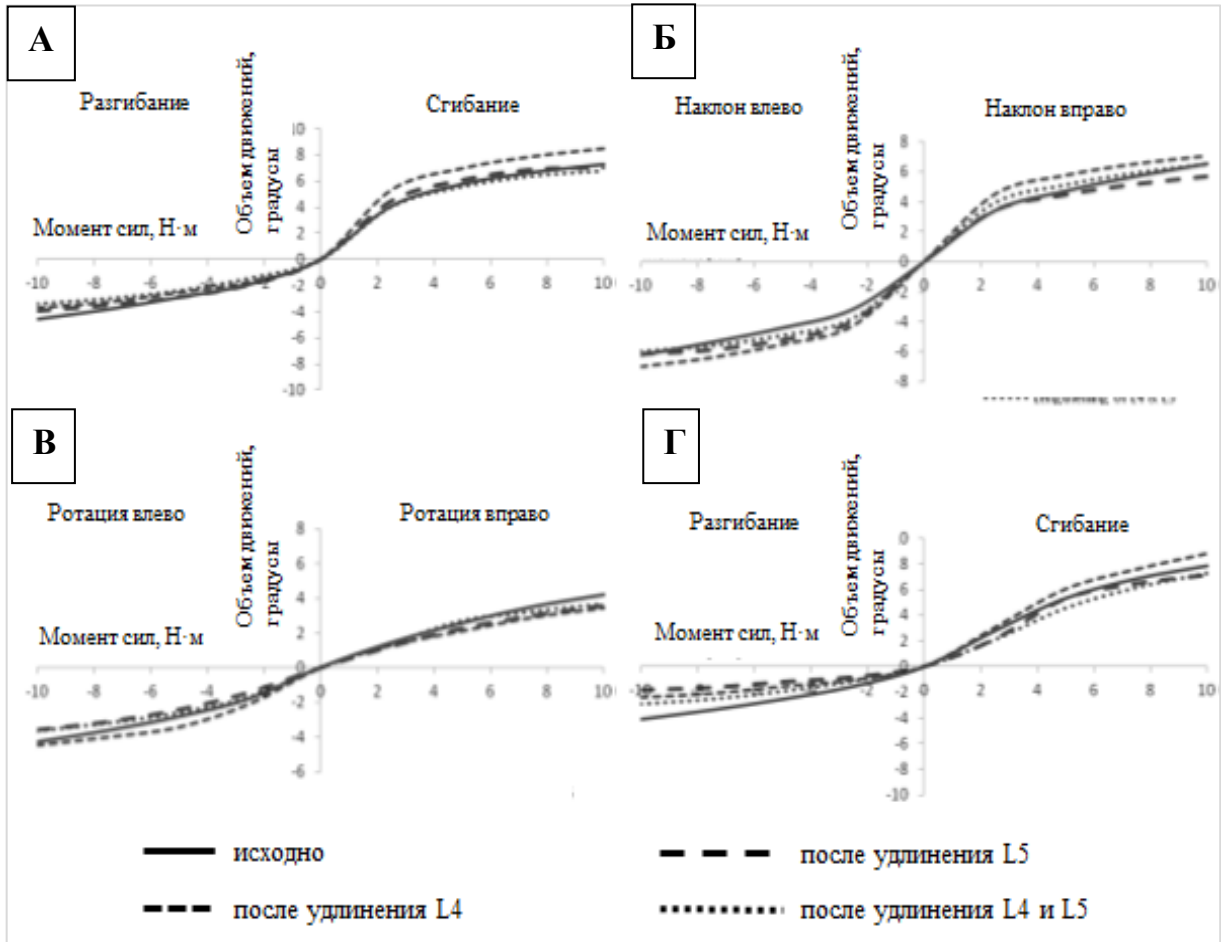 А
Объем движений, градусы
Разгибание
Сгибание
Момент сил, Н·м
10
8
6
4
2
0
-10 -8 -6 -4 -2 0 2 4 6 8 10
-2
-4
-6
-8
-10
Б
Объем движений, градусы
Наклон влево
Наклон вправо
Момент сил, Н·м
8
6
4
2
0
-10 -8 -6 -4 -2 0 2 4 6 8 10
-2
-4
-6
-8
В
Объем движений, градусы
Ротация влево
Ротация вправо
Момент сил, Н·м
8
6
4
2
0
-10 -8 -6 -4 -2 0 2 4 6 8 10
-2
-4
-6
Г
Объем движений, градусы
Разгибание
Сгибание
Момент сил, Н·м
0
8
6
4
2
0
-10 -8 -6 -4 -2 0 2 4 6 8 10
-2
-4
-6
-8
-10
исходно
после удлинения L5
после удлинения L4
после удлинения L4 и L5